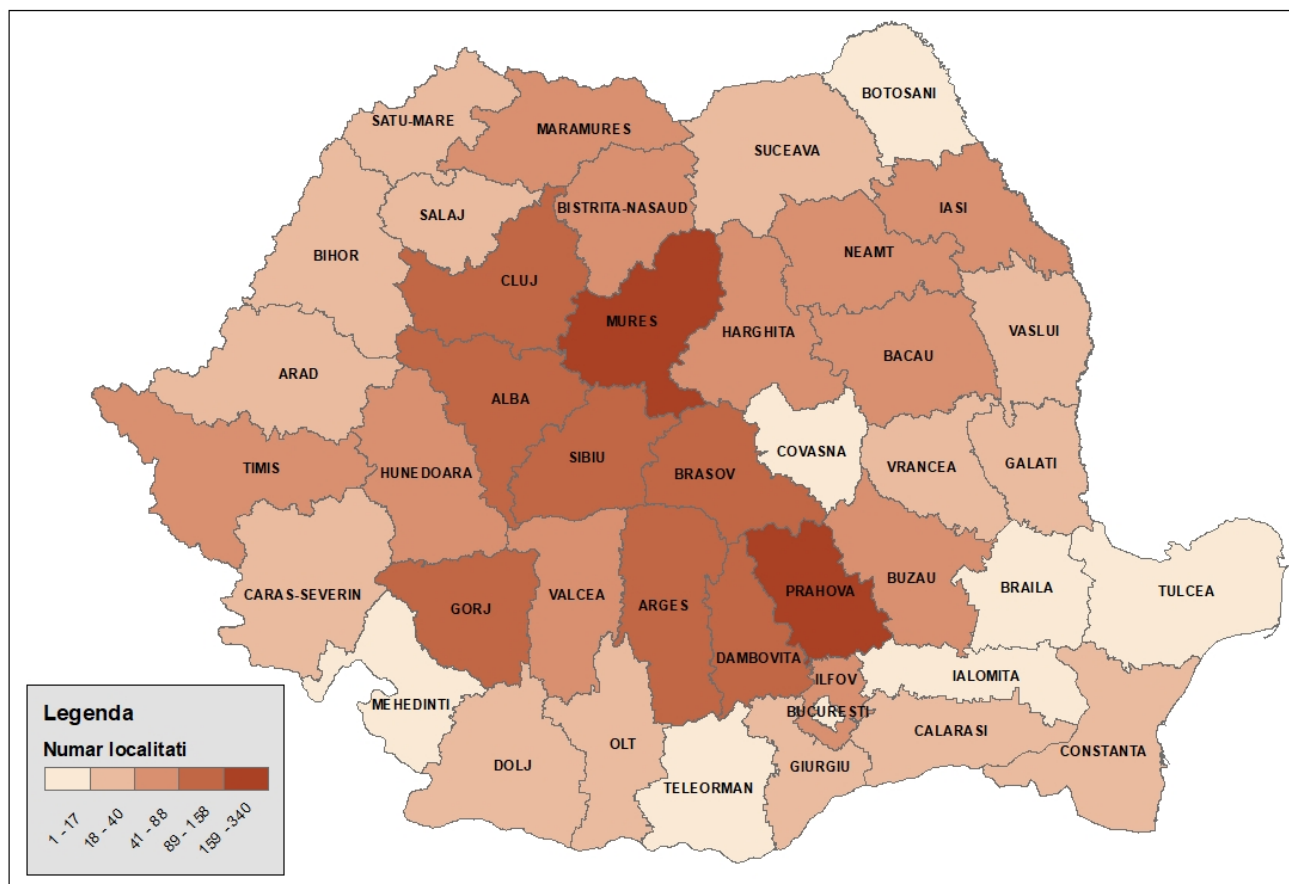 BOTOSANI
SATU-MARE
MARAMURES
SUCEAVA
SALAJ
BISTRITA-NASAUD
IASI
BIHOR
NEAMT
CLUJ
MURES
HARGHITA
VASLUI
BACAU
ARAD
ALBA
COVASNA
SIBIU
VRANCEA
GALATI
TIMIS
HUNEDOARA
BRASOV
BUZAU
BRAILA
TULCEA
CARAS-SEVERIN
VALCEA
PRAHOVA
GORJ
ARGES
DAMBOVITA
ILFOV
IALOMITA
MEHEDINTI
BUCURESTI
CALARASI
OLT
CONSTANTA
DOLJ
GIURGIU
TELEORMAN
Legenda
Numar localitati
1 - 17
18 - 40
41 - 88
89 - 158
159 - 340